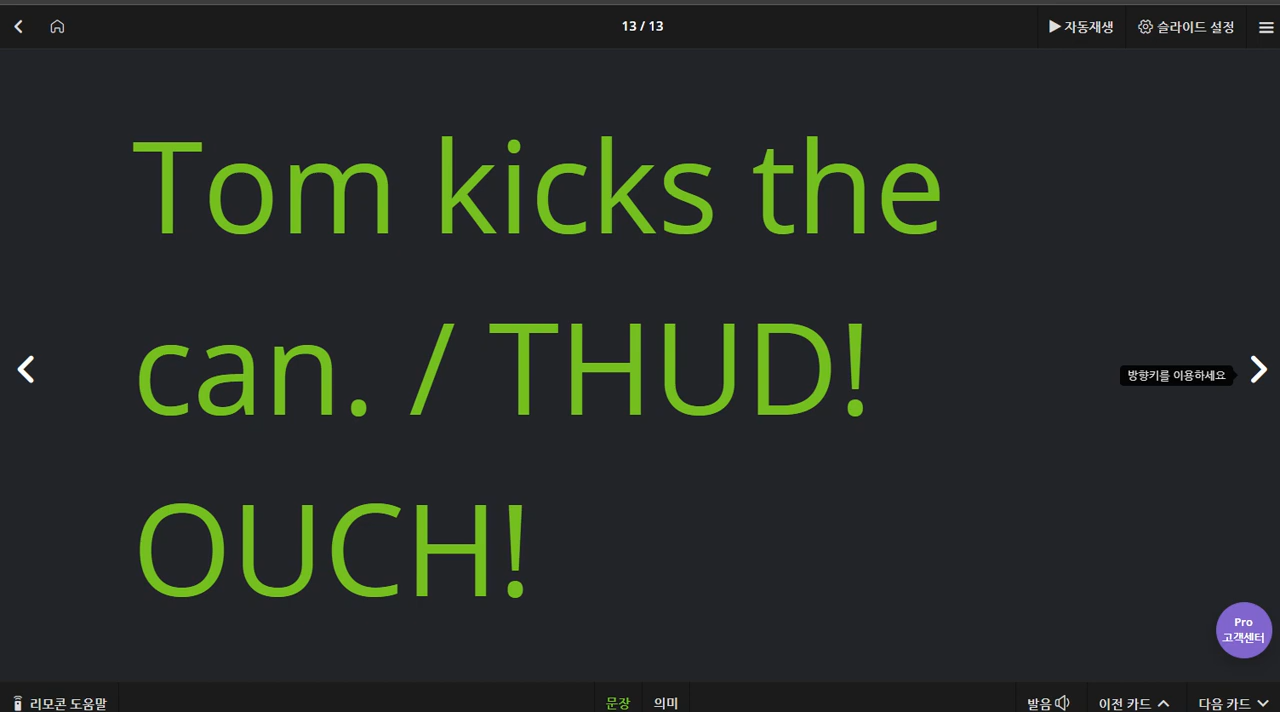 13 / 13
자동재생
슬라이드 설정
Tom kicks the
can. / THUD!
OUCH!
방향키를 이용하세요
Pro
고객센터
리모콘 도움말
문장
의미
발음
이전 카드
다음 카드